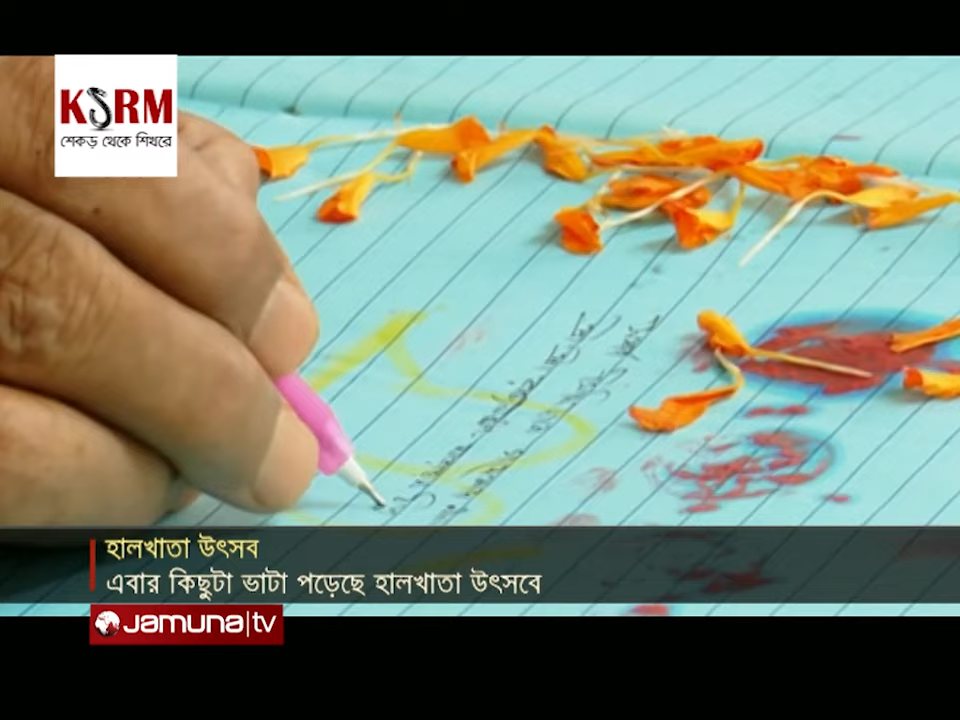 KSRM
শেকড় থেকে শিখরে
হালখাতা উৎসব
এবার কিছুটা ভাটা পড়েছে হালখাতা উৎসবে
Jamuna|tv